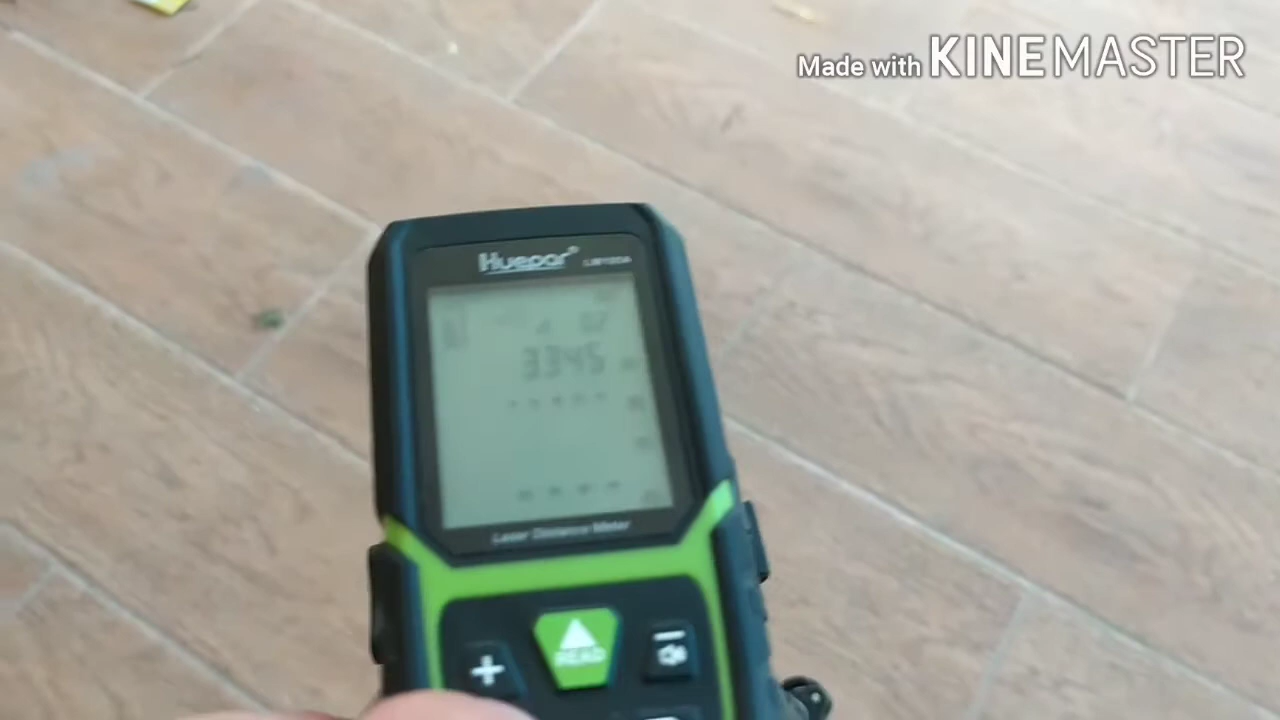 Made with KINEMASTER
Huepar®
3345
Laser Distance Meter
READ